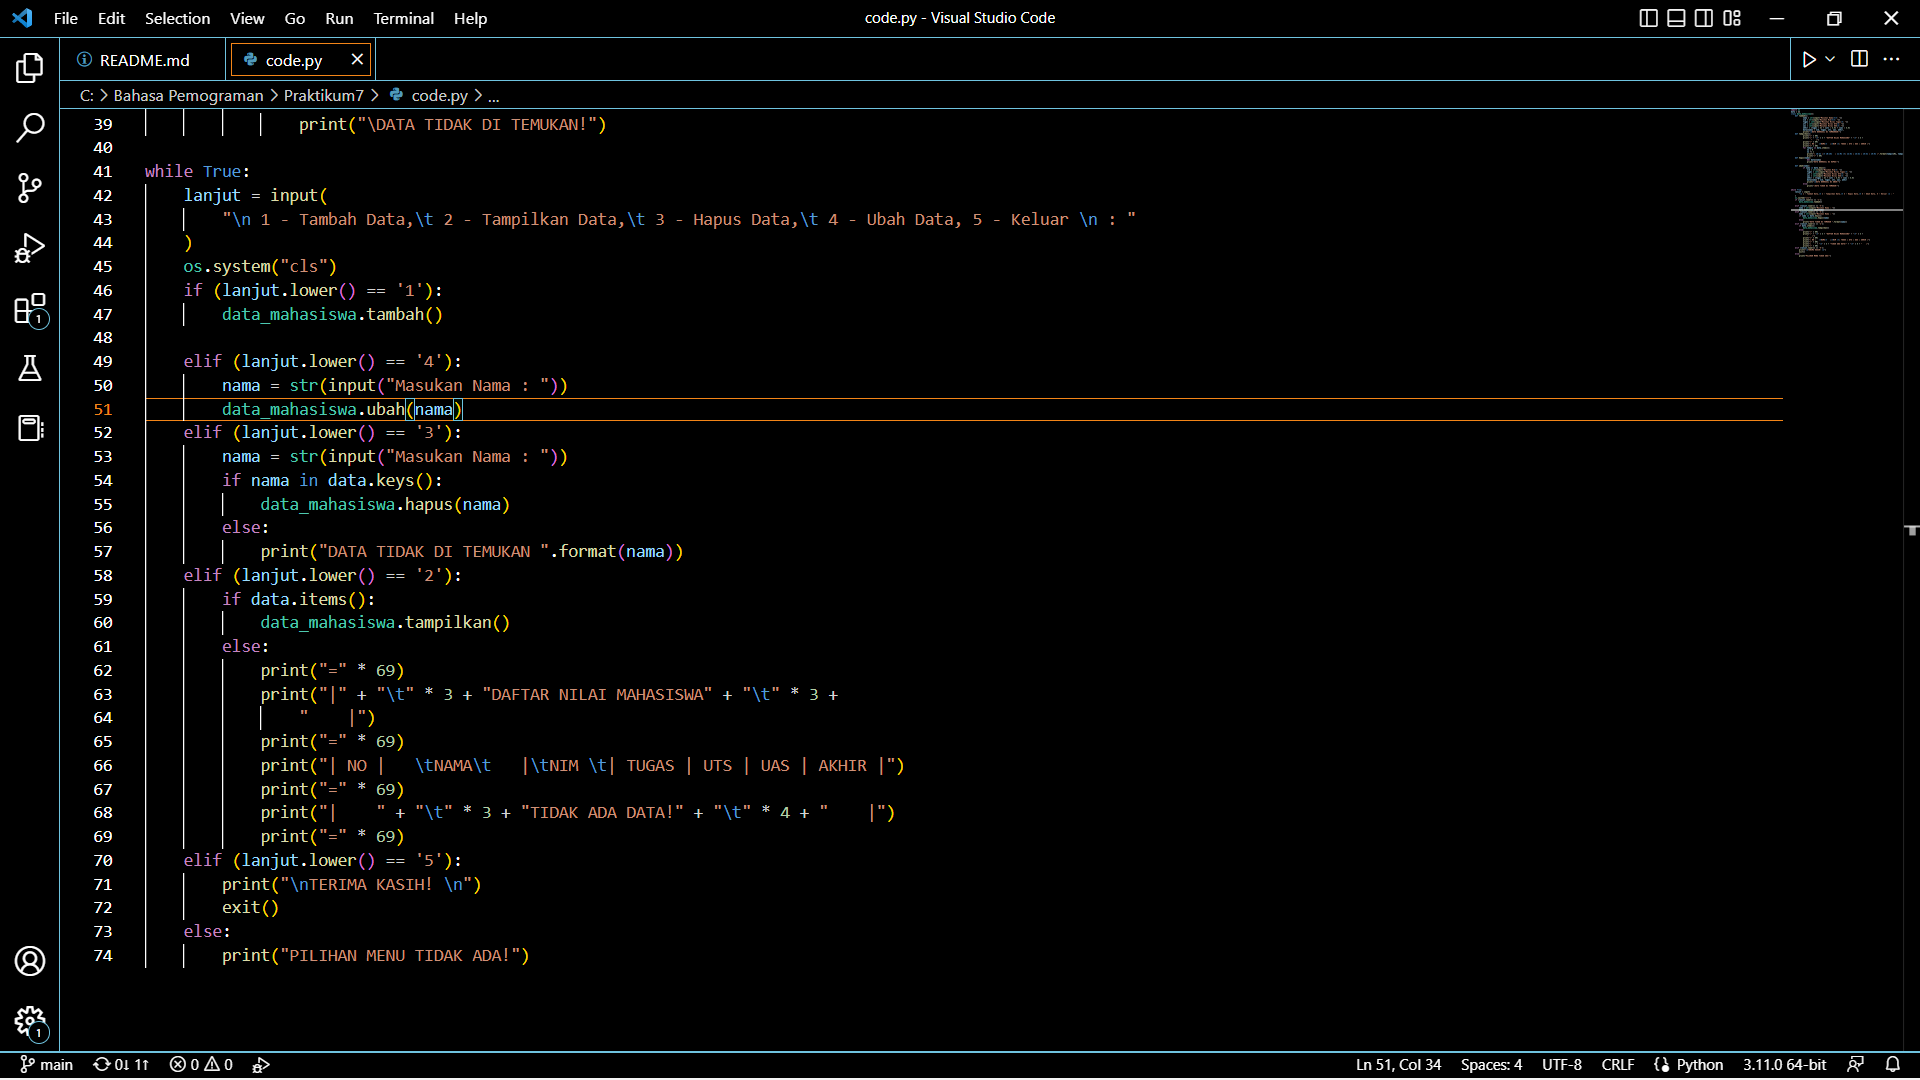 File Edit Selection View Go Run Terminal Help
code.py - Visual Studio Code
README.md
code.py
C: > Bahasa Pemograman > Praktikum7 > code.py > ...
39 print("\DATA TIDAK DI TEMUKAN!")
40
41 while True:
42 lanjut = input(
43 "\n 1 - Tambah Data,\t 2 - Tampilkan Data,\t 3 - Hapus Data,\t 4 - Ubah Data, 5 - Keluar \n : "
44 )
45 os.system("cls")
46 if (lanjut.lower() == '1'):
47 data_mahasiswa.tambah()
48
49 elif (lanjut.lower() == '4'):
50 nama = str(input("Masukan Nama : "))
51 data_mahasiswa.ubah(nama)
52 elif (lanjut.lower() == '3'):
53 nama = str(input("Masukan Nama : "))
54 if nama in data.keys():
55 data_mahasiswa.hapus(nama)
56 else:
57 print("DATA TIDAK DI TEMUKAN ".format(nama))
58 elif (lanjut.lower() == '2'):
59 if data.items():
60 data_mahasiswa.tampilkan()
61 else:
62 print("=" * 69)
63 print("|" + "\t" * 3 + "DAFTAR NILAI MAHASISWA" + "\t" * 3 +
64 "    |")
65 print("=" * 69)
66 print("| NO |   \tNAMA\t   |\tNIM \t| TUGAS | UTS | UAS | AKHIR |")
67 print("=" * 69)
68 print("|    " + "\t" * 3 + "TIDAK ADA DATA!" + "\t" * 4 + "    |")
69 print("=" * 69)
70 elif (lanjut.lower() == '5'):
71 print("\nTERIMA KASIH! \n")
72 exit()
73 else:
74 print("PILIHAN MENU TIDAK ADA!")
1
1
main 0↓ 1↑ 0 0
Ln 51, Col 34 Spaces: 4 UTF-8 CRLF Python 3.11.0 64-bit